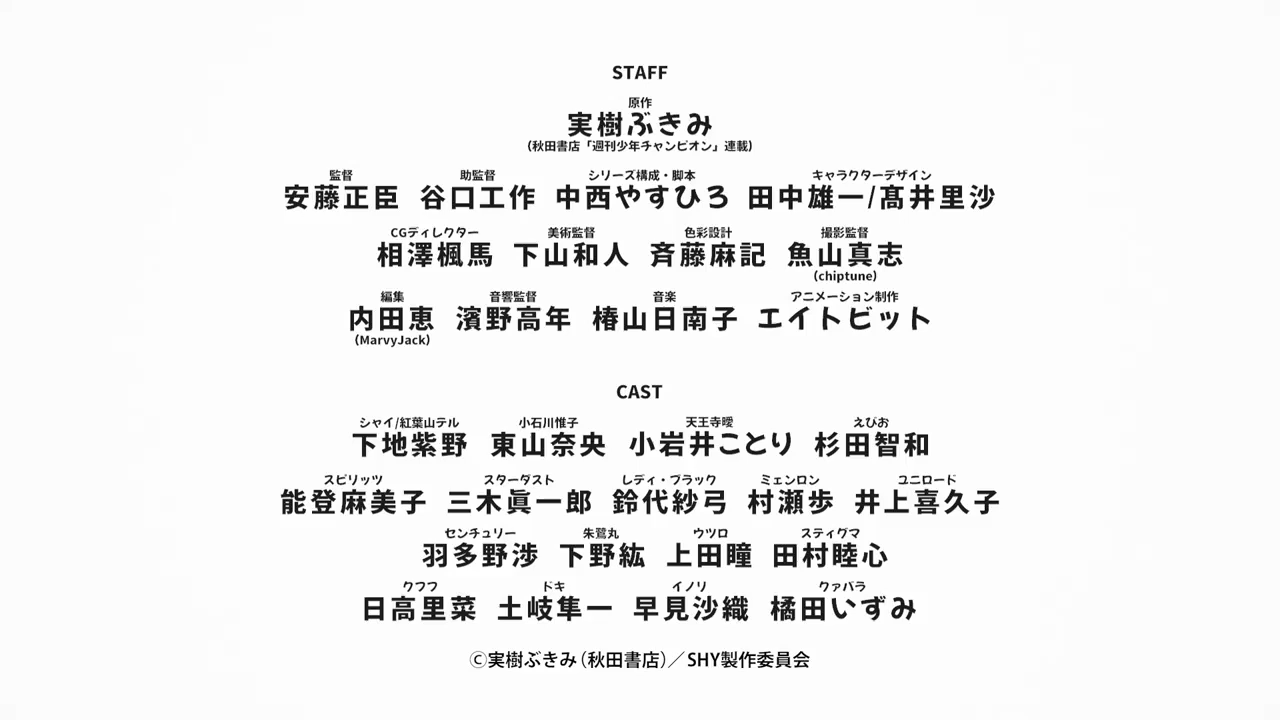 STAFF
原作
実樹ぶきみ
(秋田書店「週刊少年チャンピオン」連載)
監督 助監督 シリーズ構成・脚本 キャラクターデザイン
安藤正臣 谷口工作 中西やすひろ 田中雄一/髙井里沙
CGディレクター 美術監督 色彩設計 撮影監督
相澤楓馬 下山和人 斉藤麻記 魚山真志
(chiptune)
編集 音響監督 音楽 アニメーション制作
内田恵 濱野高年 椿山日南子 エイトビット
(MarvyJack)
CAST
シャイ/紅葉山テル 小石川惟子 天王寺曖 えびお
下地紫野 東山奈央 小岩井ことり 杉田智和
スピリッツ スターダスト レディ・ブラック ミェンロン ユニロード
能登麻美子 三木眞一郎 鈴代紗弓 村瀬歩 井上喜久子
センチュリー 朱鷺丸 ウツロ スティグマ
羽多野渉 下野紘 上田瞳 田村睦心
クフフ ドキ イノリ クァバラ
日高里菜 土岐隼一 早見沙織 橘田いずみ
©実樹ぶきみ(秋田書店)／SHY製作委員会